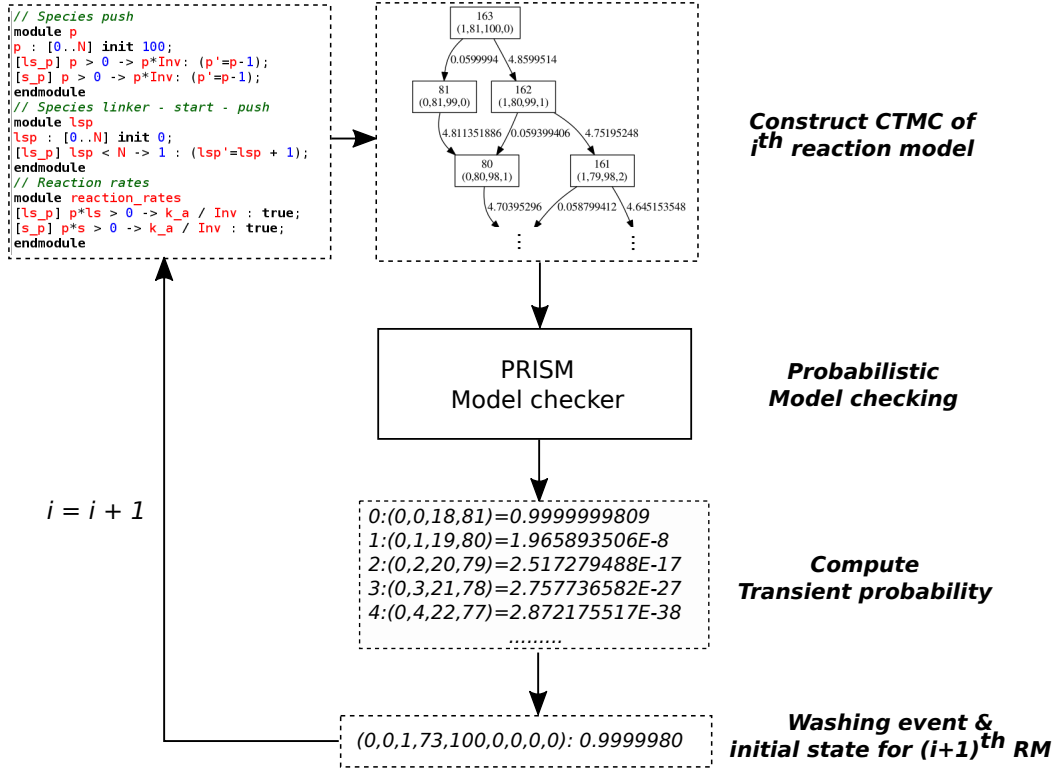 // Species push
module p
p : [0..N] init 100;
[ls_p] p > 0 -> p*Inv: (p'=p-1);
[s_p] p > 0 -> p*Inv: (p'=p-1);
endmodule
// Species linker - start - push
module lsp
lsp : [0..N] init 0;
[ls_p] lsp < N -> 1 : (lsp'=lsp + 1);
endmodule
// Reaction rates
module reaction_rates
[ls_p] p*ls > 0 -> k_a / Inv : true;
[s_p] p*s > 0 -> k_a / Inv : true;
endmodule
163
(1,81,100,0)
0.0599994
4.8599514
81
(0,81,99,0)
162
(1,80,99,1)
4.811351886
0.059399406
4.75195248
80
(0,80,98,1)
161
(1,79,98,2)
4.70395296
0.058799412
4.645153548
⋮
⋮
Construct CTMC of
i^th reaction model
PRISM
Model checker
Probabilistic
Model checking
i = i + 1
0:(0,0,18,81)=0.9999999809
1:(0,1,19,80)=1.965893506E-8
2:(0,2,20,79)=2.517279488E-17
3:(0,3,21,78)=2.757736582E-27
4:(0,4,22,77)=2.872175517E-38
.........
Compute
Transient probability
(0,0,1,73,100,0,0,0,0): 0.9999980
Washing event &
initial state for (i+1)^th RM